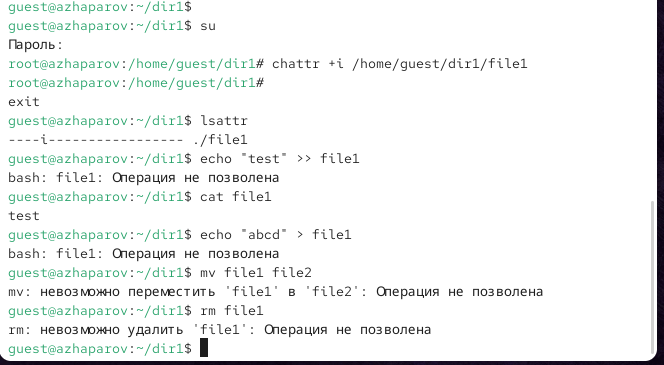 guest@azhaparov:~/dir1$
guest@azhaparov:~/dir1$ su
Пароль:
root@azhaparov:/home/guest/dir1# chattr +i /home/guest/dir1/file1
root@azhaparov:/home/guest/dir1#
exit
guest@azhaparov:~/dir1$ lsattr
----i----------------- ./file1
guest@azhaparov:~/dir1$ echo "test" >> file1
bash: file1: Операция не позволена
guest@azhaparov:~/dir1$ cat file1
test
guest@azhaparov:~/dir1$ echo "abcd" > file1
bash: file1: Операция не позволена
guest@azhaparov:~/dir1$ mv file1 file2
mv: невозможно переместить 'file1' в 'file2': Операция не позволена
guest@azhaparov:~/dir1$ rm file1
rm: невозможно удалить 'file1': Операция не позволена
guest@azhaparov:~/dir1$